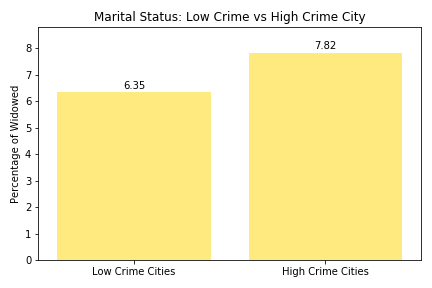 Marital Status: Low Crime vs High Crime City
Percentage of Widowed
8
7
6
5
4
3
2
1
0
6.35
7.82
Low Crime Cities
High Crime Cities